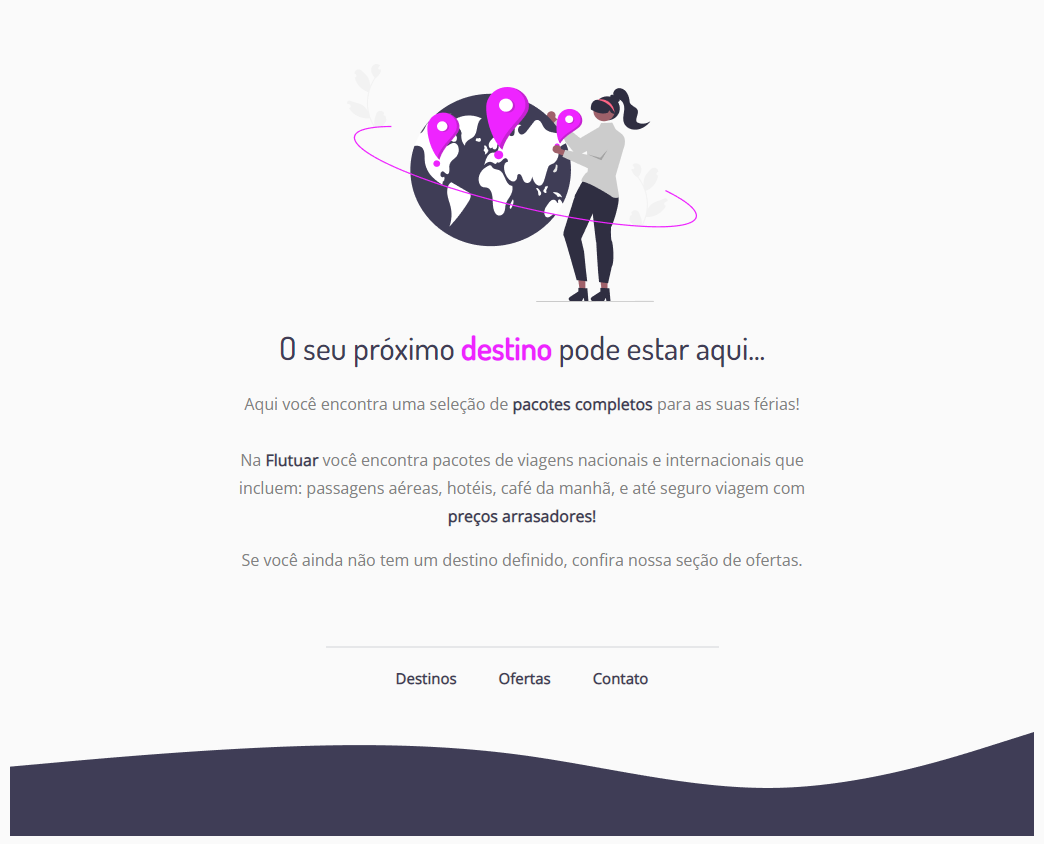 O seu próximo destino pode estar aqui...
Aqui você encontra uma seleção de pacotes completos para as suas férias!
Na Flutuar você encontra pacotes de viagens nacionais e internacionais que
incluem: passagens aéreas, hotéis, café da manhã, e até seguro viagem com
preços arrasadores!
Se você ainda não tem um destino definido, confira nossa seção de ofertas.
Destinos Ofertas Contato